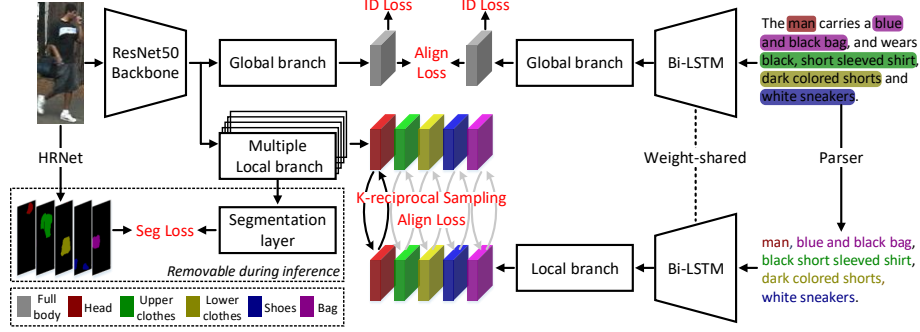 ID Loss
ID Loss
ResNet50
Backbone
Global branch
Align
Loss
Global branch
Bi-LSTM
The man carries a blue
and black bag, and wears
black, short sleeved shirt,
dark colored shorts and
white sneakers.
HRNet
Multiple
Local branch
Weight-shared
Parser
K-reciprocal Sampling
Align Loss
Seg Loss
Segmentation
layer
Removable during inference
Local branch
Bi-LSTM
man, blue and black bag,
black short sleeved shirt,
dark colored shorts,
white sneakers.
Full
body
Head
Upper
clothes
Lower
clothes
Shoes
Bag